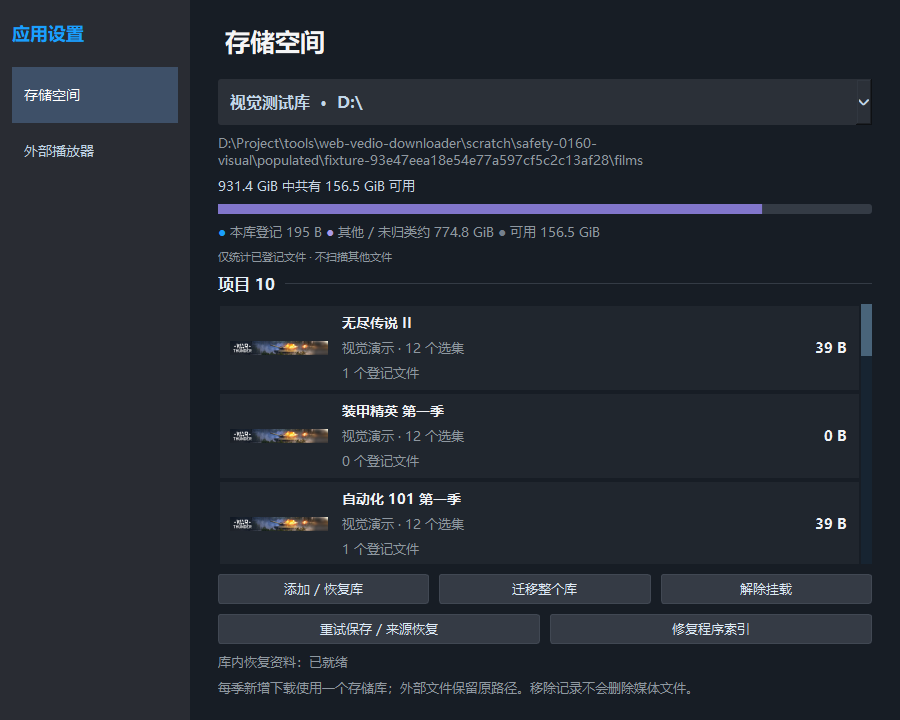 应用设置
存储空间
外部播放器
存储空间
视觉测试库 • D:\
D:\Project\tools\web-vedio-downloader\scratch\safety-0160-
visual\populated\fixture-93e47eea18e54e77a597cf5c2c13af28\films
931.4 GiB 中共有 156.5 GiB 可用
● 本库登记 195 B ● 其他 / 未归类约 774.8 GiB ● 可用 156.5 GiB
仅统计已登记文件 · 不扫描其他文件
项目 10
无尽传说 II
视觉演示 · 12 个选集
1 个登记文件
39 B
THUNDER
装甲精英 第一季
视觉演示 · 12 个选集
0 个登记文件
0 B
THUNDER
自动化 101 第一季
视觉演示 · 12 个选集
1 个登记文件
39 B
THUNDER
添加 / 恢复库
迁移整个库
解除挂载
重试保存 / 来源恢复
修复程序索引
库内恢复资料：已就绪
每季新增下载使用一个存储库；外部文件保留原路径。移除记录不会删除媒体文件。